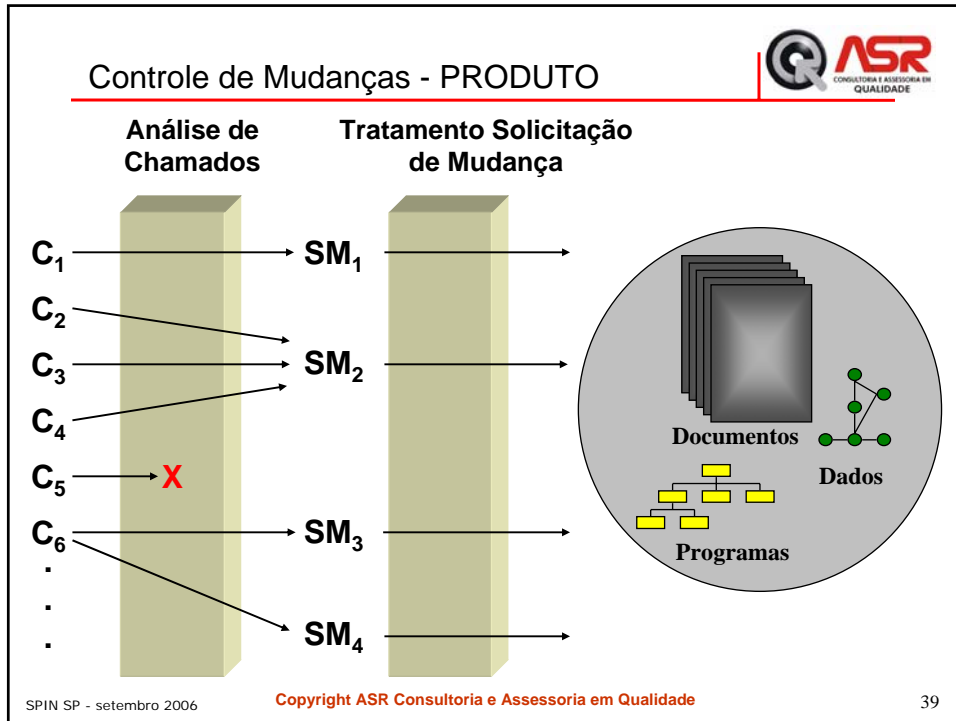 Controle de Mudanças - PRODUTO
ASR
CONSULTORIA E ASSESSORIA EM
QUALIDADE
Análise de
Chamados
Tratamento Solicitação
de Mudança
C1
SM1
C2
C3
SM2
C4
C5
X
C6
SM3
.
.
.
SM4
Documentos
Dados
Programas
SPIN SP - setembro 2006
Copyright ASR Consultoria e Assessoria em Qualidade
39